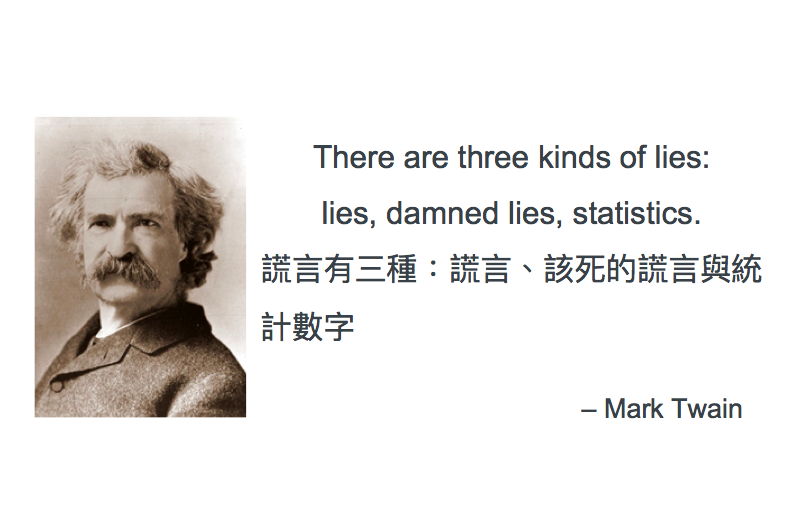 There are three kinds of lies:
lies, damned lies, statistics.
謊言有三種：謊言、該死的謊言與統
計數字
– Mark Twain